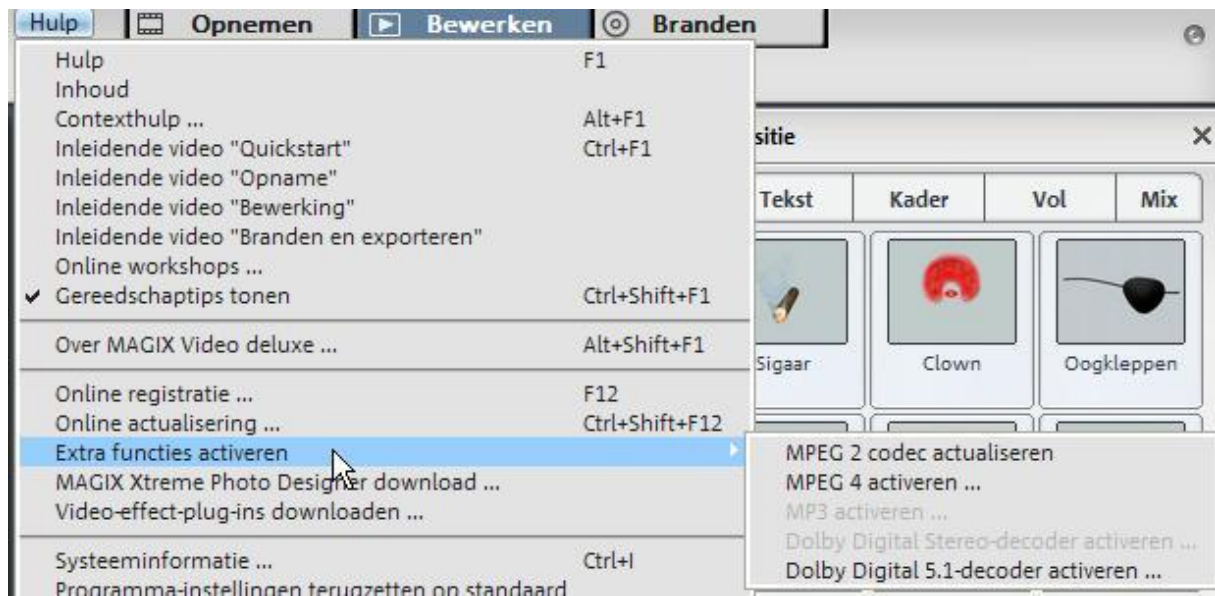 Hulp Opnemen Bewerken Branden
Hulp F1
Inhoud
Contexthulp ... Alt+F1
Inleidende video "Quickstart" Ctrl+F1
Inleidende video "Opname"
Inleidende video "Bewerking"
Inleidende video "Branden en exporteren"
Online workshops ...
Gereedschaptips tonen Ctrl+Shift+F1
Over MAGIX Video deluxe ... Alt+Shift+F1
Online registratie ... F12
Online actualisering ... Ctrl+Shift+F12
Extra functies activeren
MAGIX Xtreme Photo Designer download ...
Video-effect-plug-ins downloaden ...
Systeeminformatie ... Ctrl+I
Programma-instellingen terugzetten op standaard
sitie
Tekst Kader Vol Mix
Sigaar Clown Oogkleppen
MPEG 2 codec actualiseren
MPEG 4 activeren ...
MP3 activeren ...
Dolby Digital Stereo-decoder activeren ...
Dolby Digital 5.1-decoder activeren ...